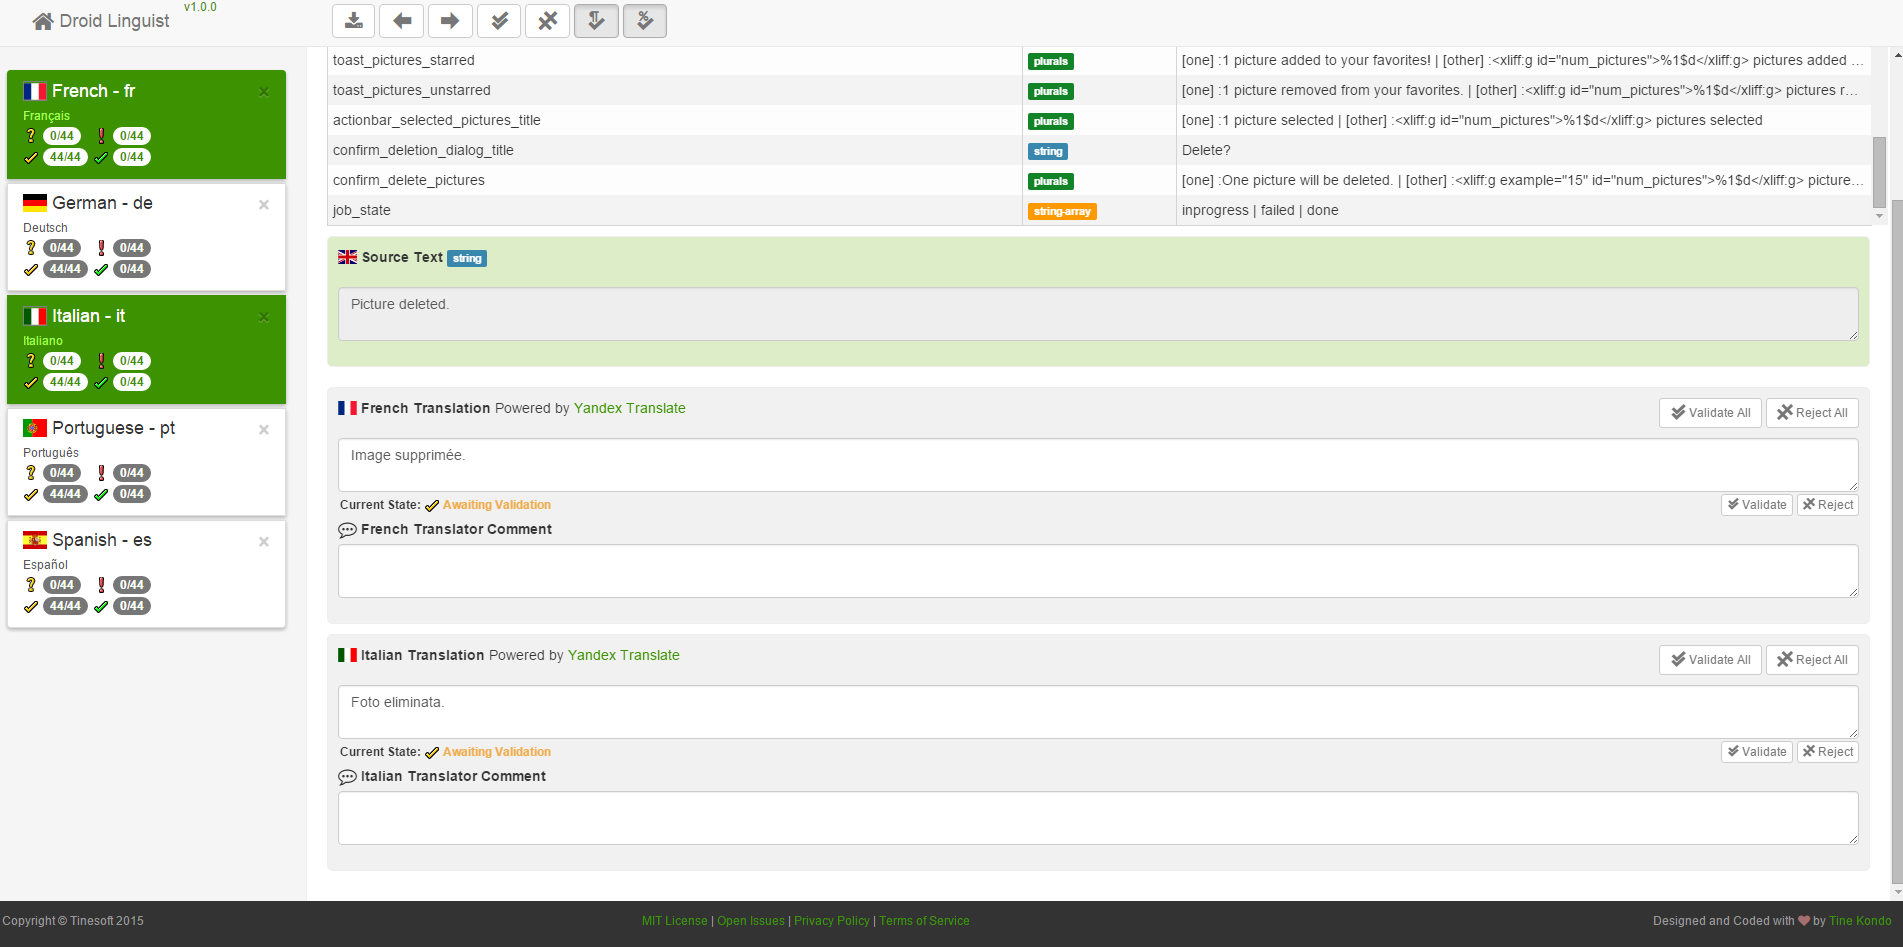 Droid Linguist v1.0.0
French - fr ×
Français
0/44 0/44
44/44 0/44
German - de ×
Deutsch
0/44 0/44
44/44 0/44
Italian - it ×
Italiano
0/44 0/44
44/44 0/44
Portuguese - pt ×
Português
0/44 0/44
44/44 0/44
Spanish - es ×
Español
0/44 0/44
44/44 0/44
toast_pictures_starred plurals [one] :1 picture added to your favorites! | [other] :<xliff:g id="num_pictures">%1$d</xliff:g> pictures added ...
toast_pictures_unstarred plurals [one] :1 picture removed from your favorites. | [other] :<xliff:g id="num_pictures">%1$d</xliff:g> pictures r...
actionbar_selected_pictures_title plurals [one] :1 picture selected | [other] :<xliff:g id="num_pictures">%1$d</xliff:g> pictures selected
confirm_deletion_dialog_title string Delete?
confirm_delete_pictures plurals [one] :One picture will be deleted. | [other] :<xliff:g example="15" id="num_pictures">%1$d</xliff:g> picture...
job_state string-array inprogress | failed | done
Source Text string
Picture deleted.
French Translation Powered by Yandex Translate Validate All Reject All
Image supprimée.
Current State: Awaiting Validation Validate Reject
French Translator Comment
Italian Translation Powered by Yandex Translate Validate All Reject All
Foto eliminata.
Current State: Awaiting Validation Validate Reject
Italian Translator Comment
Copyright © Tinesoft 2015 MIT License | Open Issues | Privacy Policy | Terms of Service Designed and Coded with ❤ by Tine Kondo